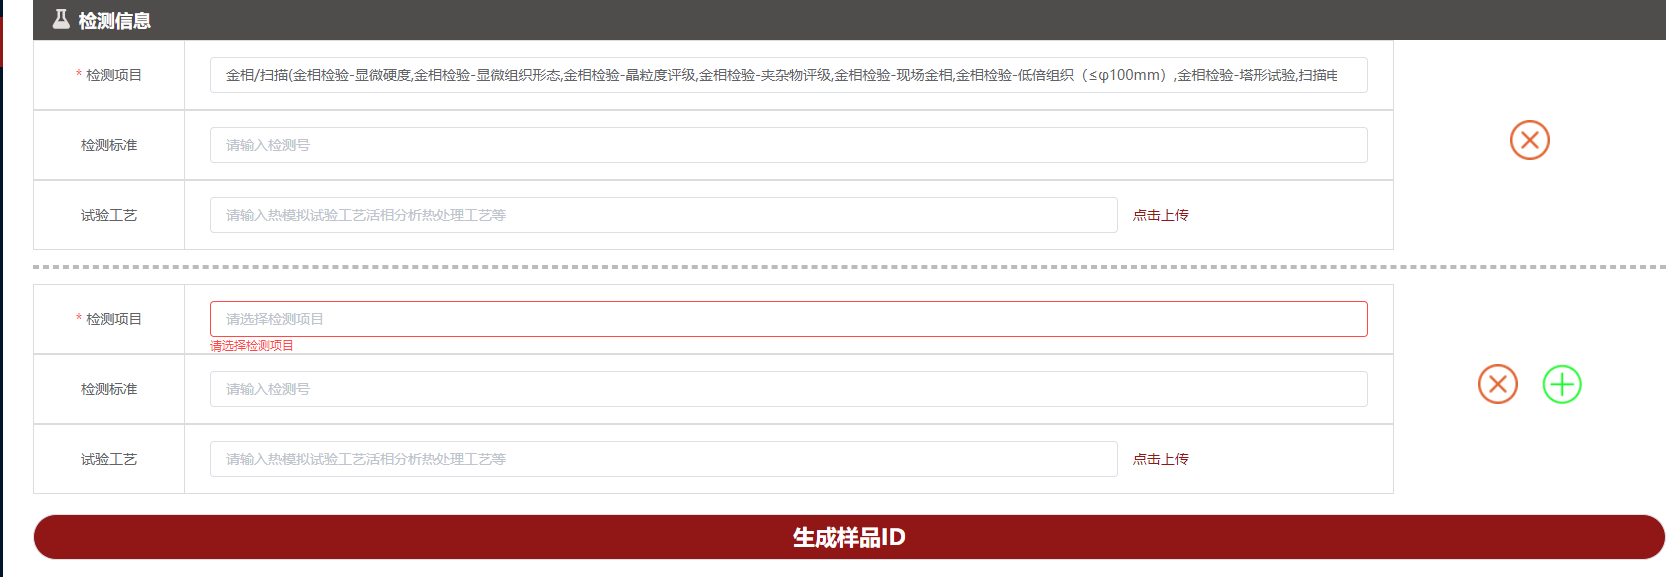 检测信息
* 检测项目
金相/扫描(金相检验-显微硬度,金相检验-显微组织形态,金相检验-晶粒度评级,金相检验-夹杂物评级,金相检验-现场金相,金相检验-低倍组织（≤φ100mm）,金相检验-塔形试验,扫描电
检测标准
请输入检测号
试验工艺
请输入热模拟试验工艺活相分析热处理工艺等
点击上传
* 检测项目
请选择检测项目
请选择检测项目
检测标准
请输入检测号
试验工艺
请输入热模拟试验工艺活相分析热处理工艺等
点击上传
生成样品ID